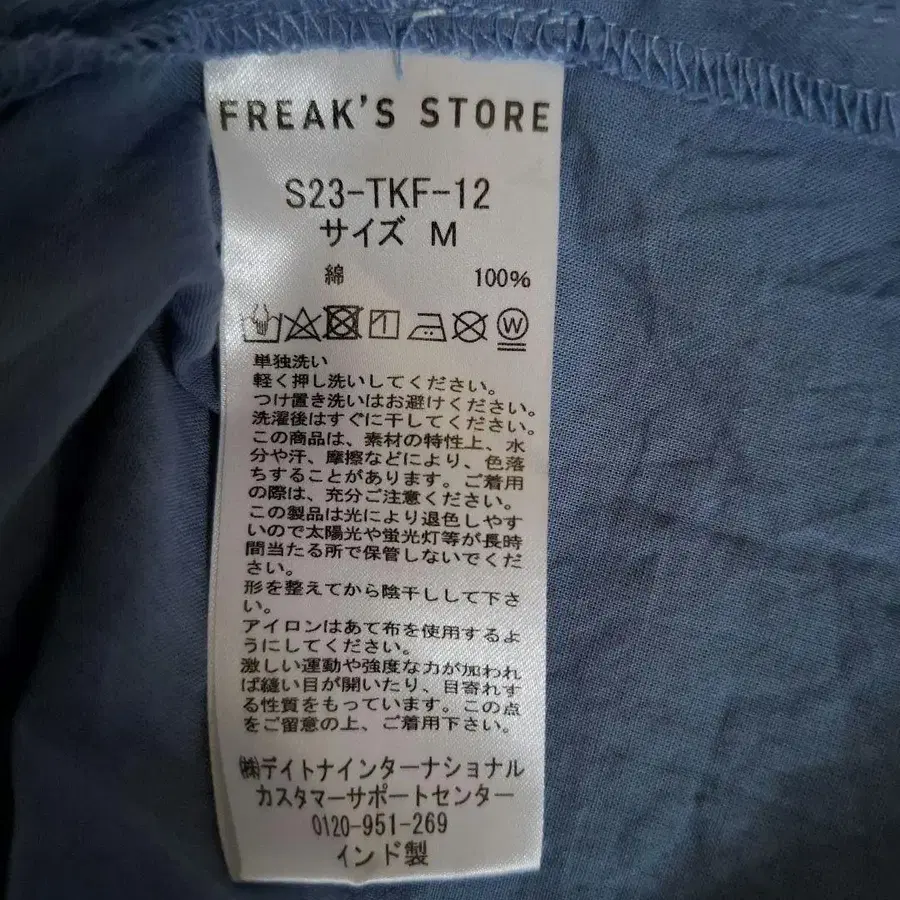 FREAK'S STORE
S23-TKF-12
サイズ M
綿 100%
W
単独洗い
軽く押し洗いしてください。
つけ置き洗いはお避けください。
洗濯後はすぐに干してください。
この商品は、素材の特性上、水
分や汗、摩擦などにより、色落
ちすることがあります。ご着用
の際は、充分ご注意ください。
この製品は光により退色しやす
いので太陽光や蛍光灯等が長時
間当たる所で保管しないでくだ
さい。
形を整えてから陰干しして下さ
い。
アイロンはあて布を使用するよ
うにしてください。
激しい運動や強度な力が加われ
ば縫い目が開いたり、目寄れす
る性質をもっています。この点
をご留意の上、ご着用下さい。
㈱デイトナインターナショナル
カスタマーサポートセンター
0120-951-269
インド製